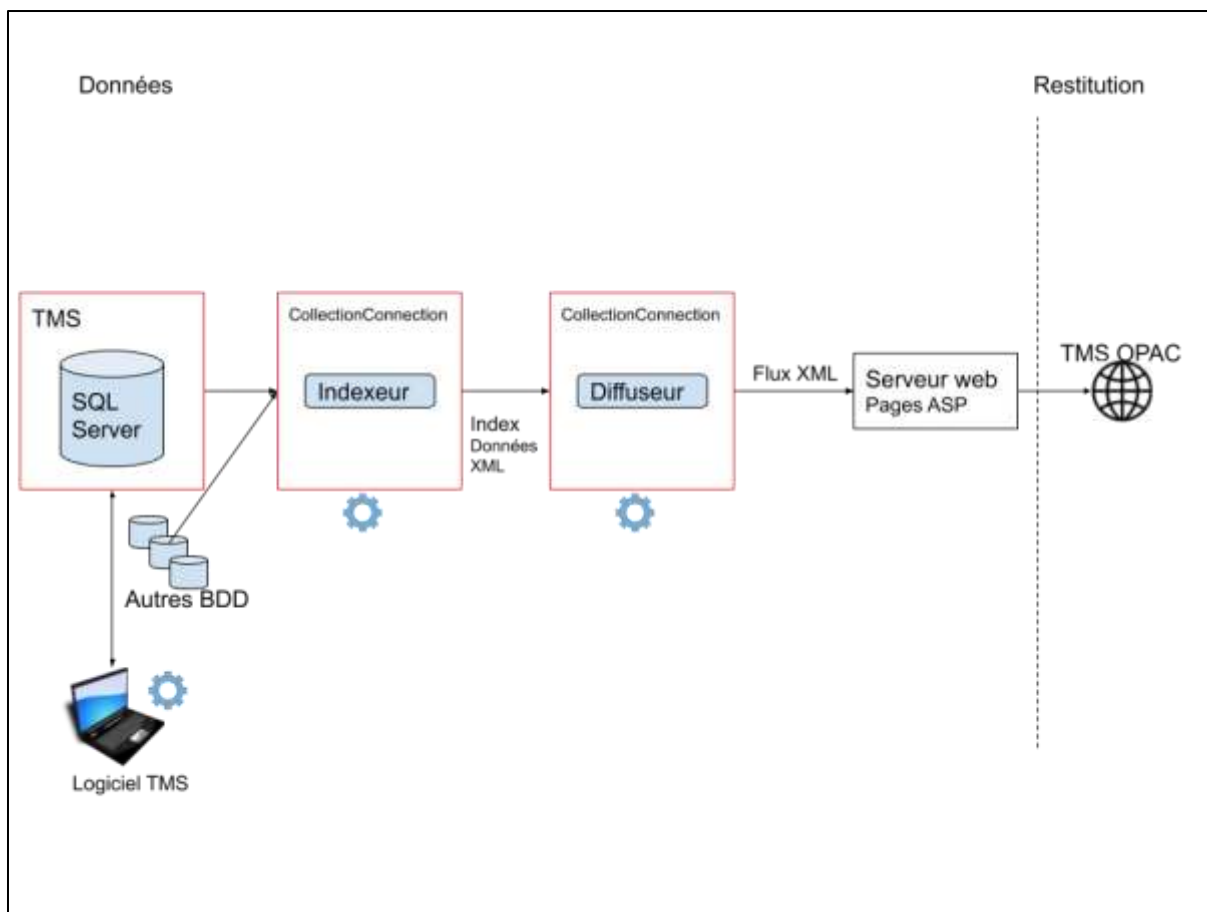 Données
Restitution
TMS
SQL
Server
CollectionConnection
Indexeur
Index
Données
XML
CollectionConnection
Diffuseur
Flux XML
Serveur web
Pages ASP
TMS OPAC
Autres BDD
Logiciel TMS